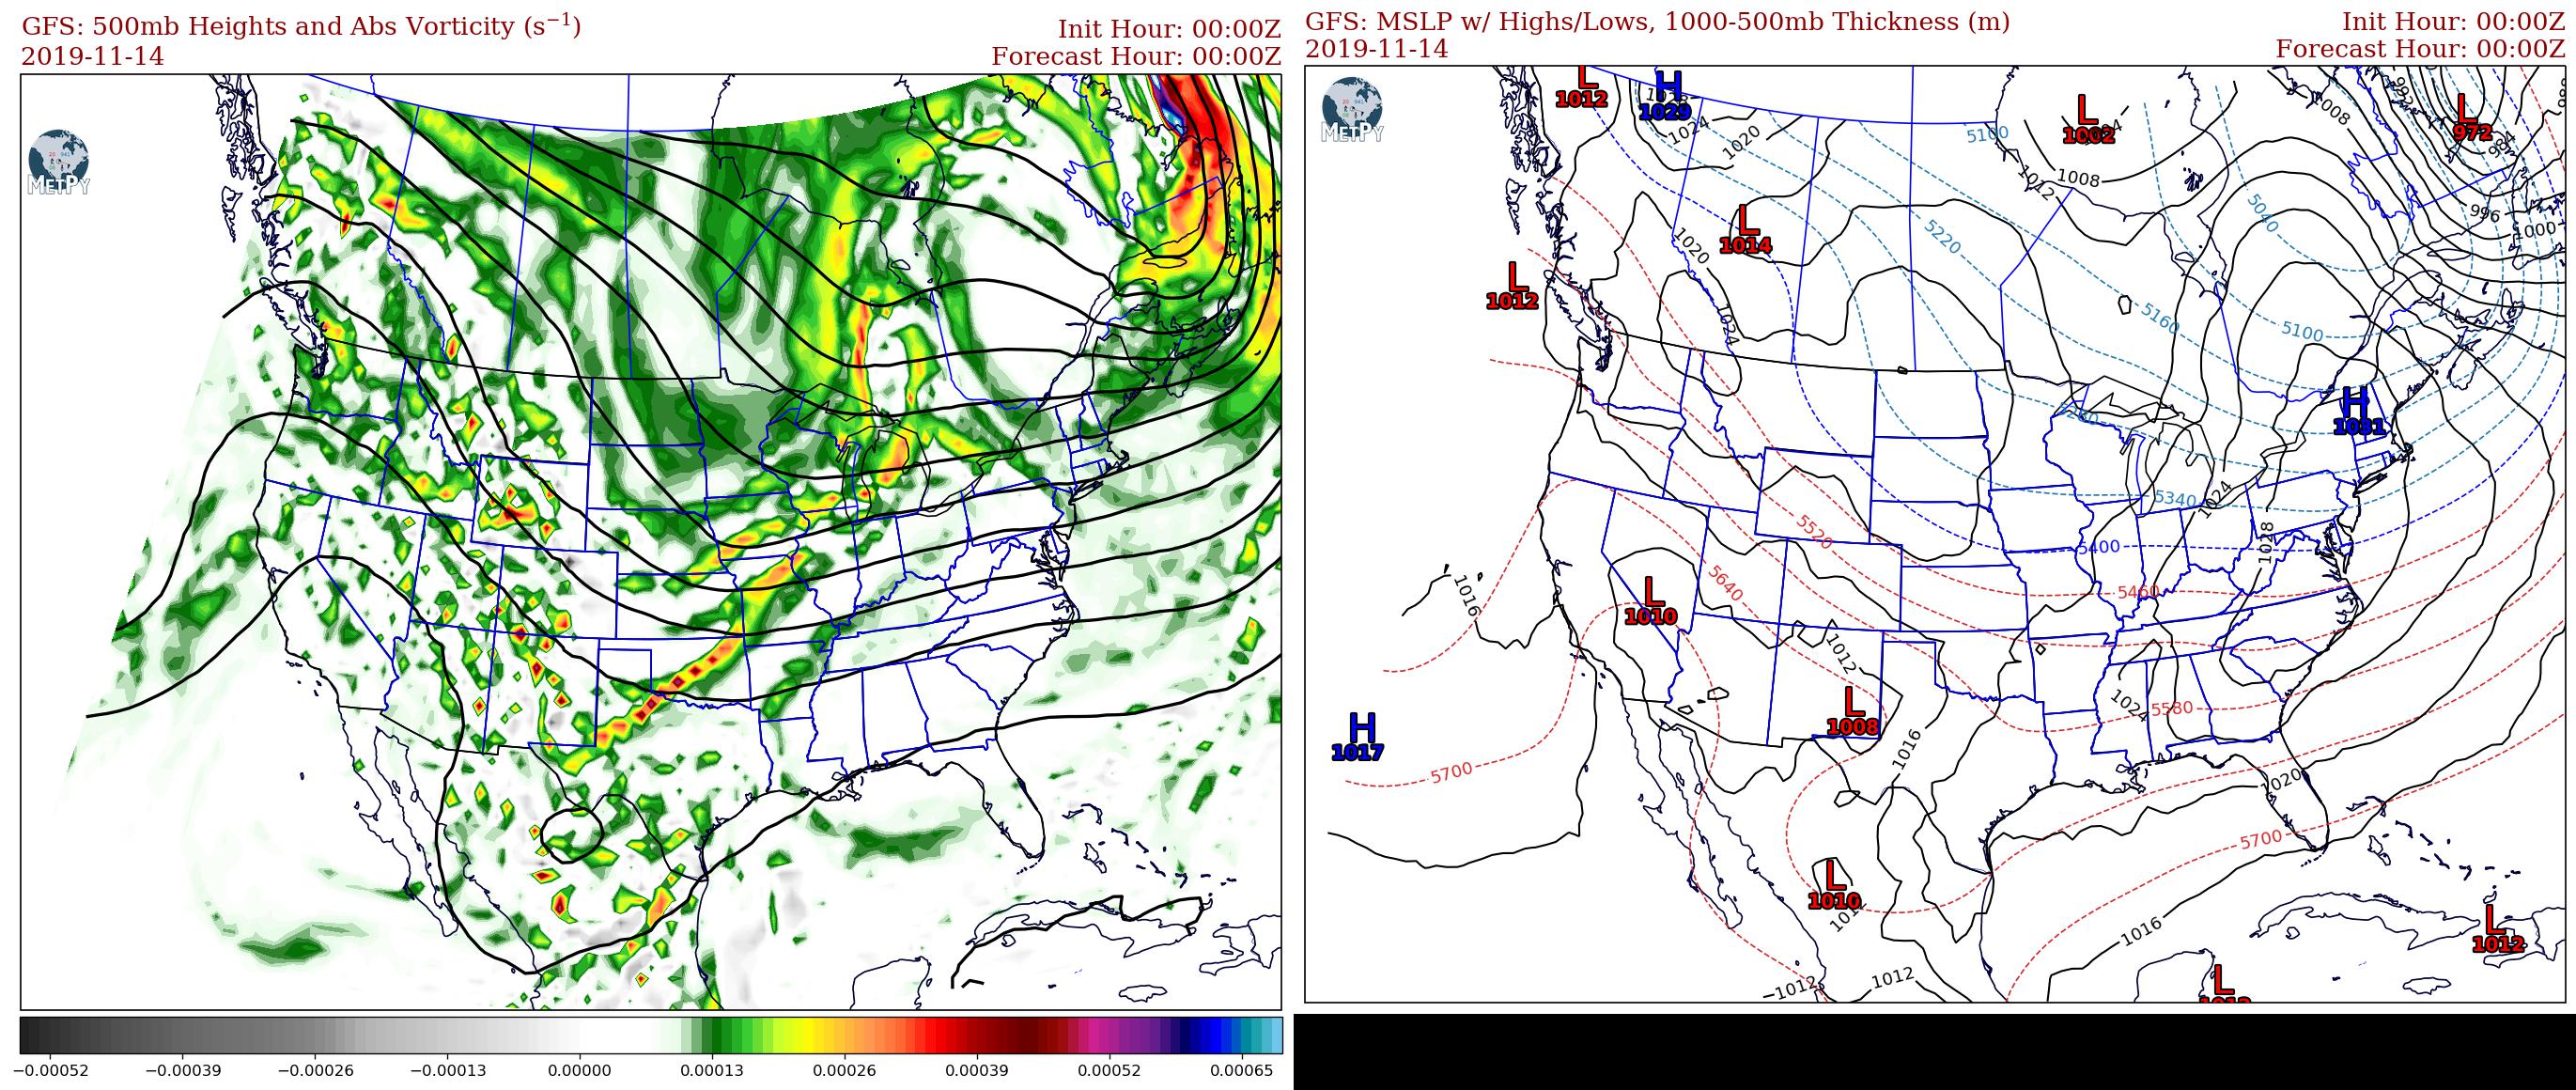 GFS: 500mb Heights and Abs Vorticity (s⁻¹)
2019-11-14
Init Hour: 00:00Z
Forecast Hour: 00:00Z
METPY
−0.00052 −0.00039 −0.00026 −0.00013 0.00000 0.00013 0.00026 0.00039 0.00052 0.00065
GFS: MSLP w/ Highs/Lows, 1000-500mb Thickness (m)
2019-11-14
Init Hour: 00:00Z
Forecast Hour: 00:00Z
METPY
L
1012
H
1029
1024
1020
5100
L
1002
1008
1012
1008
992
L
972
984
996
1000
5040
L
1014
1020
5220
L
1012
1024
5160
5100
H
1031
5280
5340
1024
1028
5520
5400
5460
5640
1016
L
1010
1012
1024
5580
L
1008
1016
H
1017
5700
1020
5700
L
1010
1012
1016
L
1012
1012
1012
L